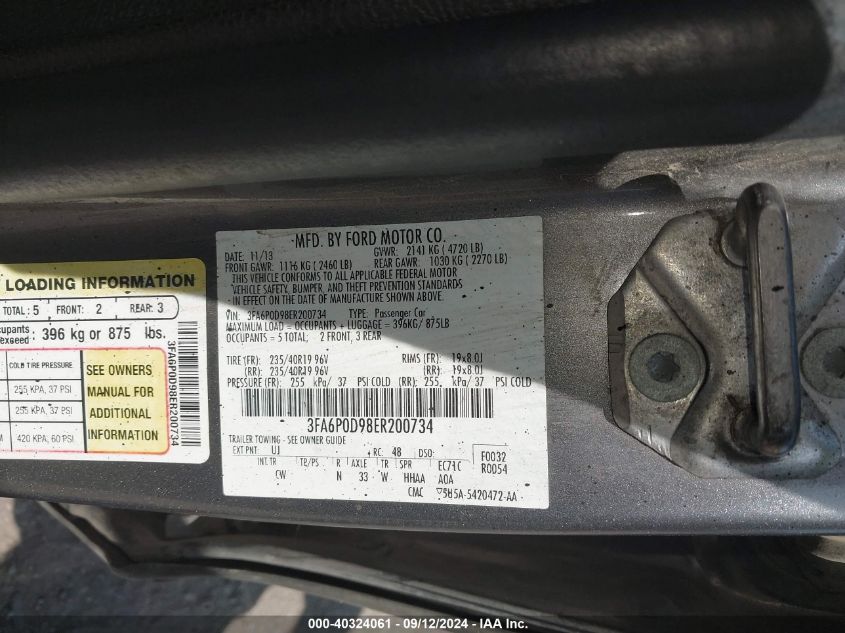 LOADING INFORMATION
TOTAL: 5 FRONT: 2 REAR: 3
396 kg or 875 lbs.
COLD TIRE PRESSURE
255 KPA, 37 PSI
255 KPA, 37 PSI
420 KPA, 60 PSI
SEE OWNERS
MANUAL FOR
ADDITIONAL
INFORMATION
3FA6P0D98ER200734
MFD. BY FORD MOTOR CO.
DATE: 11/13 GVWR: 2141 KG ( 4720 LB)
FRONT GAWR: 1116 KG ( 2460 LB) REAR GAWR: 1030 KG ( 2270 LB)
THIS VEHICLE CONFORMS TO ALL APPLICABLE FEDERAL MOTOR
VEHICLE SAFETY, BUMPER, AND THEFT PREVENTION STANDARDS
IN EFFECT ON THE DATE OF MANUFACTURE SHOWN ABOVE.
VIN: 3FA6P0D98ER200734 TYPE: Passenger Car
MAXIMUM LOAD = OCCUPANTS + LUGGAGE = 396KG/ 875LB
OCCUPANTS = 5 TOTAL; 2 FRONT, 3 REAR
TIRE (FR): 235/40R19 96V RIMS (FR): 19x8.0J
(RR): 235/40R19 96V (RR): 19x8.0J
PRESSURE (FR): 255 kPa/ 37 PSI COLD (RR): 255 kPa/ 37 PSI COLD
3FA6P0D98ER200734
TRAILER TOWING - SEE OWNER GUIDE
EXT PNT: UJ RC: 48 DSO: F0032
R0054
INT TR TP/PS R AXLE TR SPR EC71C
CW N 33 W HHAA A0A
CMC 5U5A-5420472-AA
000-40324061 - 09/12/2024 - IAA Inc.